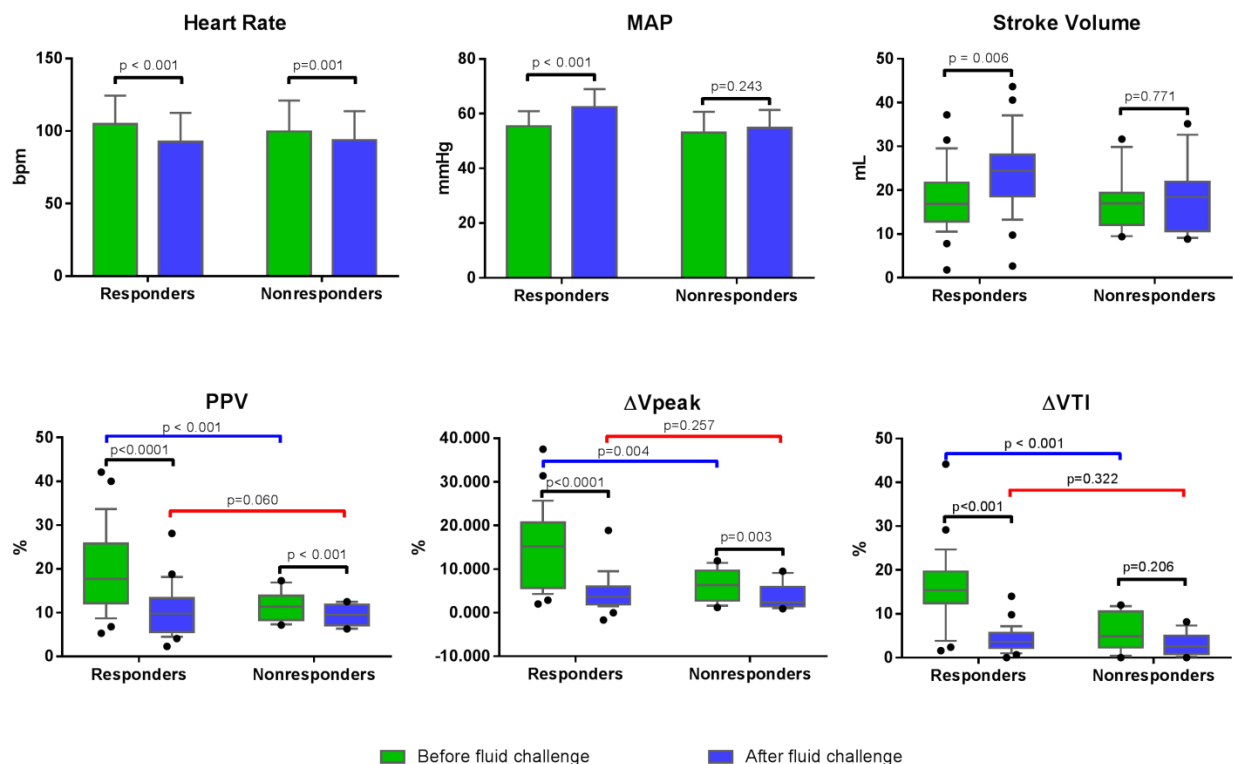 Heart Rate
MAP
Stroke Volume
150
100
50
0
bpm
p < 0.001
p=0.001
Responders
Nonresponders
80
60
40
20
0
mmHg
p < 0.001
p=0.243
Responders
Nonresponders
50
40
30
20
10
0
mL
p = 0.006
p=0.771
Responders
Nonresponders
PPV
ΔVpeak
ΔVTI
50
40
30
20
10
0
%
p < 0.001
p<0.0001
p=0.060
p < 0.001
Responders
Nonresponders
40.000
30.000
20.000
10.000
0.000
-10.000
%
p=0.257
p=0.004
p<0.0001
p=0.003
Responders
Nonresponders
50
40
30
20
10
0
%
p < 0.001
p=0.322
p<0.001
p=0.206
Responders
Nonresponders
Before fluid challenge
After fluid challenge